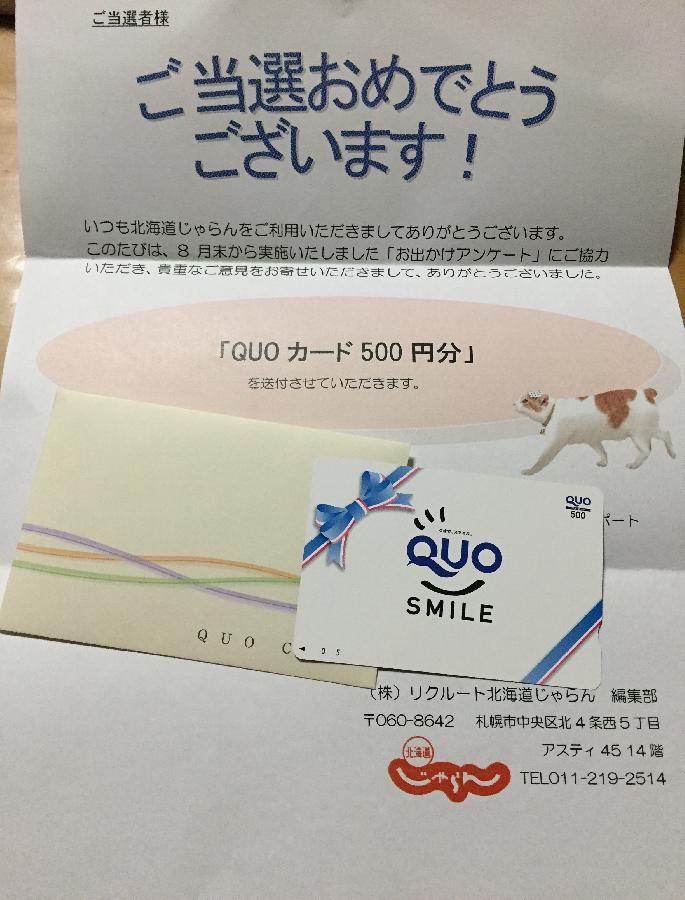 ご当選者様
ご当選おめでとう
ございます!
いつも北海道じゃらんをご利用いただきましてありがとうございます。
このたびは、8月末から実施いたしました「お出かけアンケート」にご協力
いただき、貴重なご意見をお寄せいただきまして、ありがとうございました。
「QUOカード500円分」
を送付させていただきます。
ポート
QUO
500
QUO
SMILE
05
QUO C
(株)リクルート北海道じゃらん 編集部
〒060-8642 札幌市中央区北4条西5丁目
アスティ45 14階
北海道
じゃらん
TEL011-219-2514